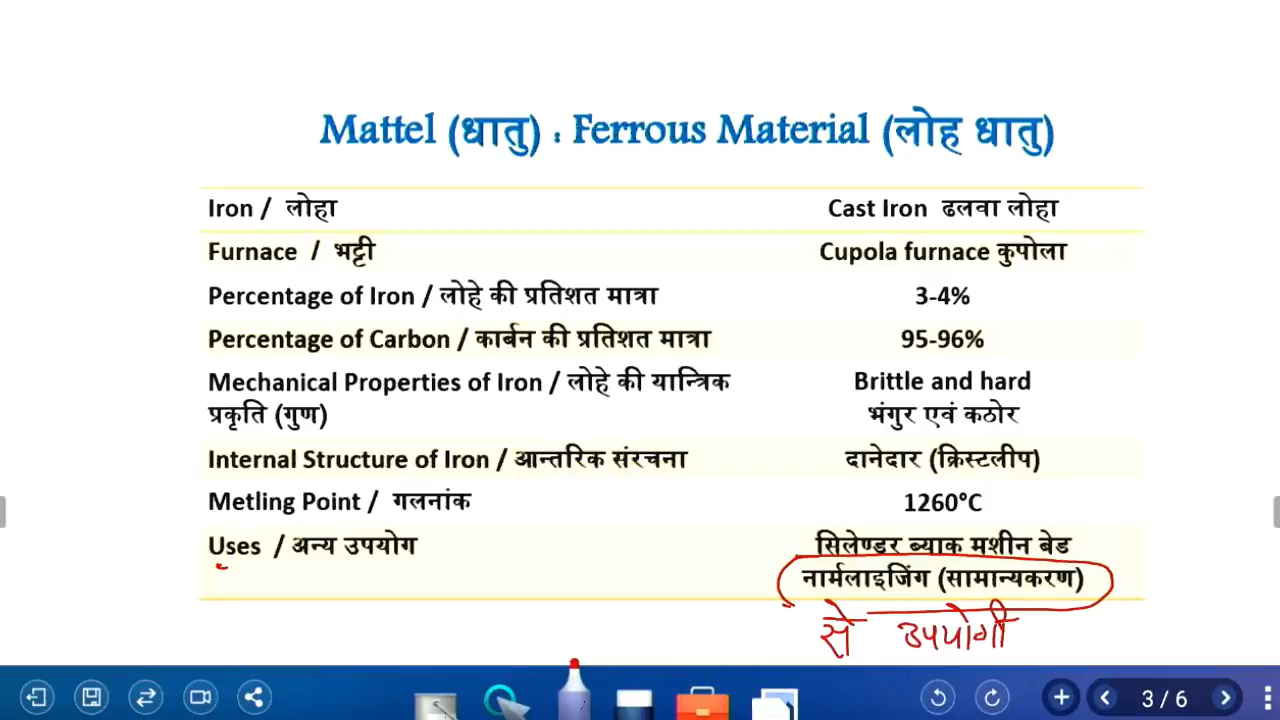 Mattel (धातु) : Ferrous Material (लोह धातु)
Iron / लोहा Cast Iron ढलवा लोहा
Furnace / भट्टी Cupola furnace कुपोला
Percentage of Iron / लोहे की प्रतिशत मात्रा 3-4%
Percentage of Carbon / कार्बन की प्रतिशत मात्रा 95-96%
Mechanical Properties of Iron / लोहे की यान्त्रिक Brittle and hard
प्रकृति (गुण) भंगुर एवं कठोर
Internal Structure of Iron / आन्तरिक संरचना दानेदार (क्रिस्टलीप)
Metling Point / गलनांक 1260°C
Uses / अन्य उपयोग सिलेण्डर ब्याक मशीन बेड
नार्मलाइजिंग (सामान्यकरण)
से उपयोगी
3 / 6